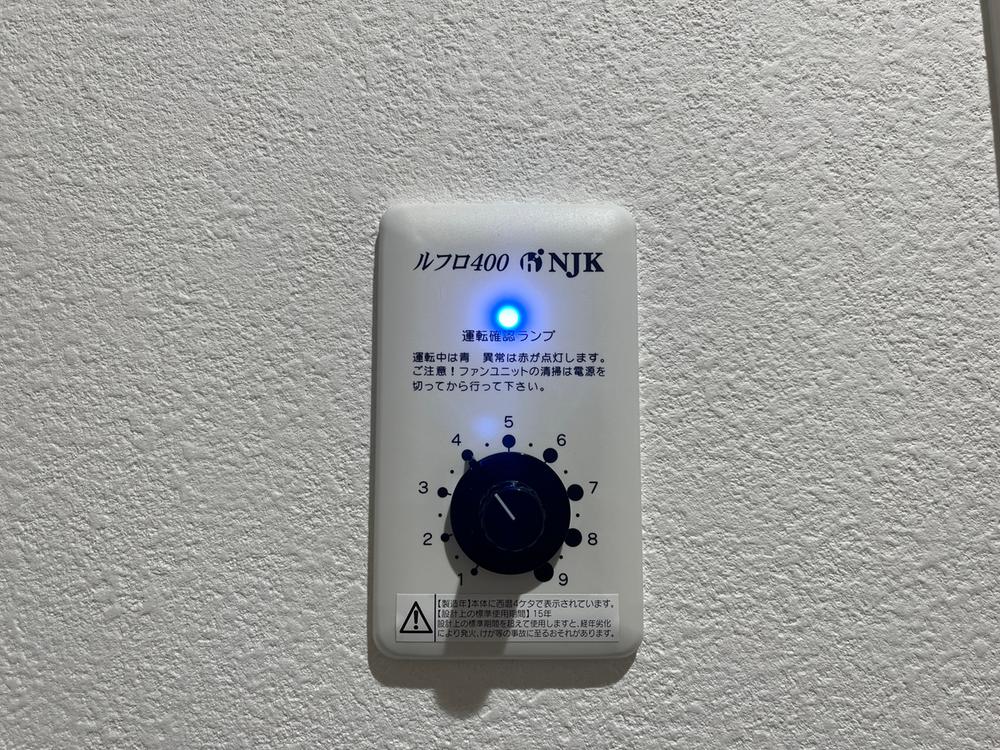 ルフロ400 NJK
運転確認ランプ
運転中は青 異常は赤が点灯します。
ご注意！ファンユニットの清掃は電源を
切ってから行って下さい。
5
4 6
3 7
2 8
1 9
【製造年】本体に西暦4ケタで表示されています。
【設計上の標準使用期間】15年
設計上の標準期間を超えて使用しますと、経年劣化
により発火、けが等の事故に至るおそれがあります。